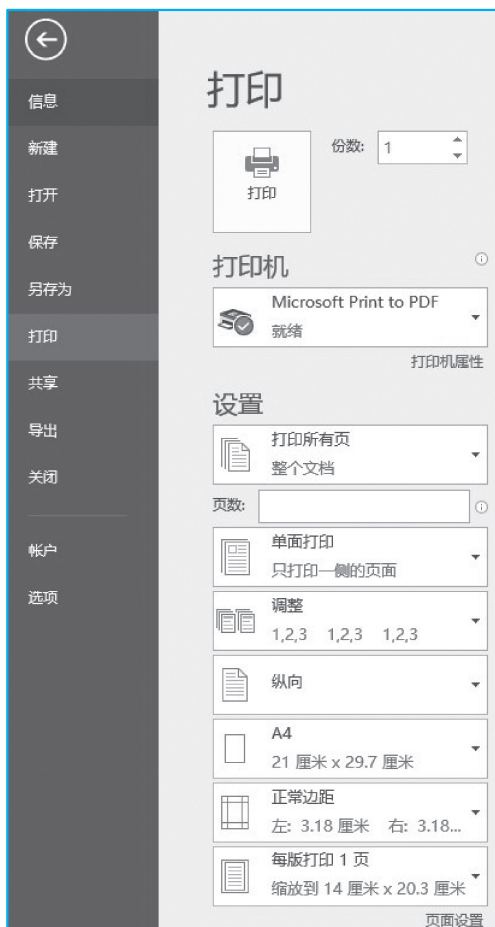 信息
新建
打开
保存
另存为
打印
共享
导出
关闭
帐户
选项
打印
打印
份数: 1
打印机
Microsoft Print to PDF
就绪
打印机属性
设置
打印所有页
整个文档
页数:
单面打印
只打印一侧的页面
调整
1,2,3 1,2,3 1,2,3
纵向
A4
21 厘米 x 29.7 厘米
正常边距
左: 3.18 厘米 右: 3.18...
每版打印 1 页
缩放到 14 厘米 x 20.3 厘米
页面设置